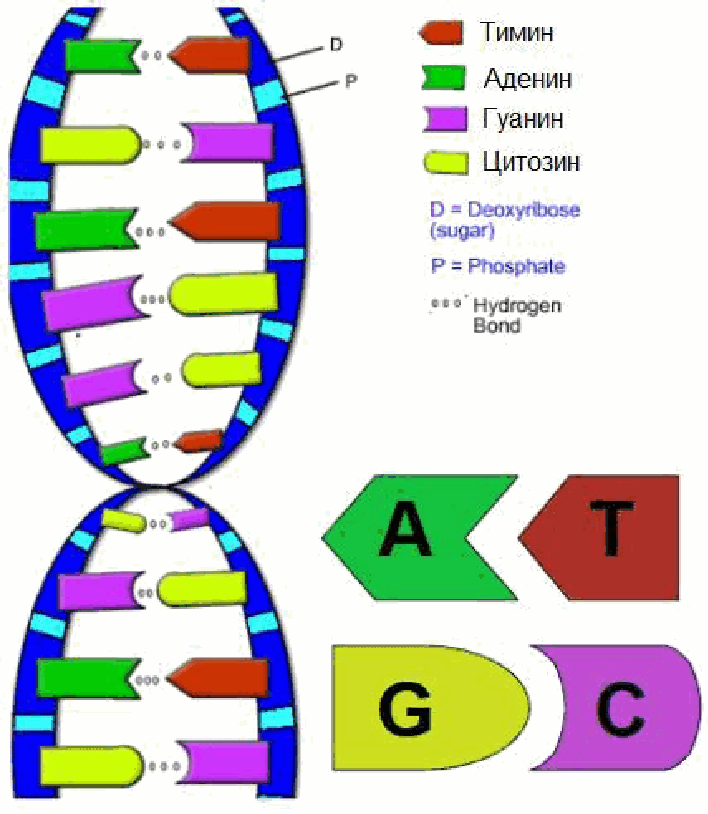 D
P
Тимин
Аденин
Гуанин
Цитозин
D = Deoxyribose
(sugar)
P = Phosphate
Hydrogen
Bond
A T
G C